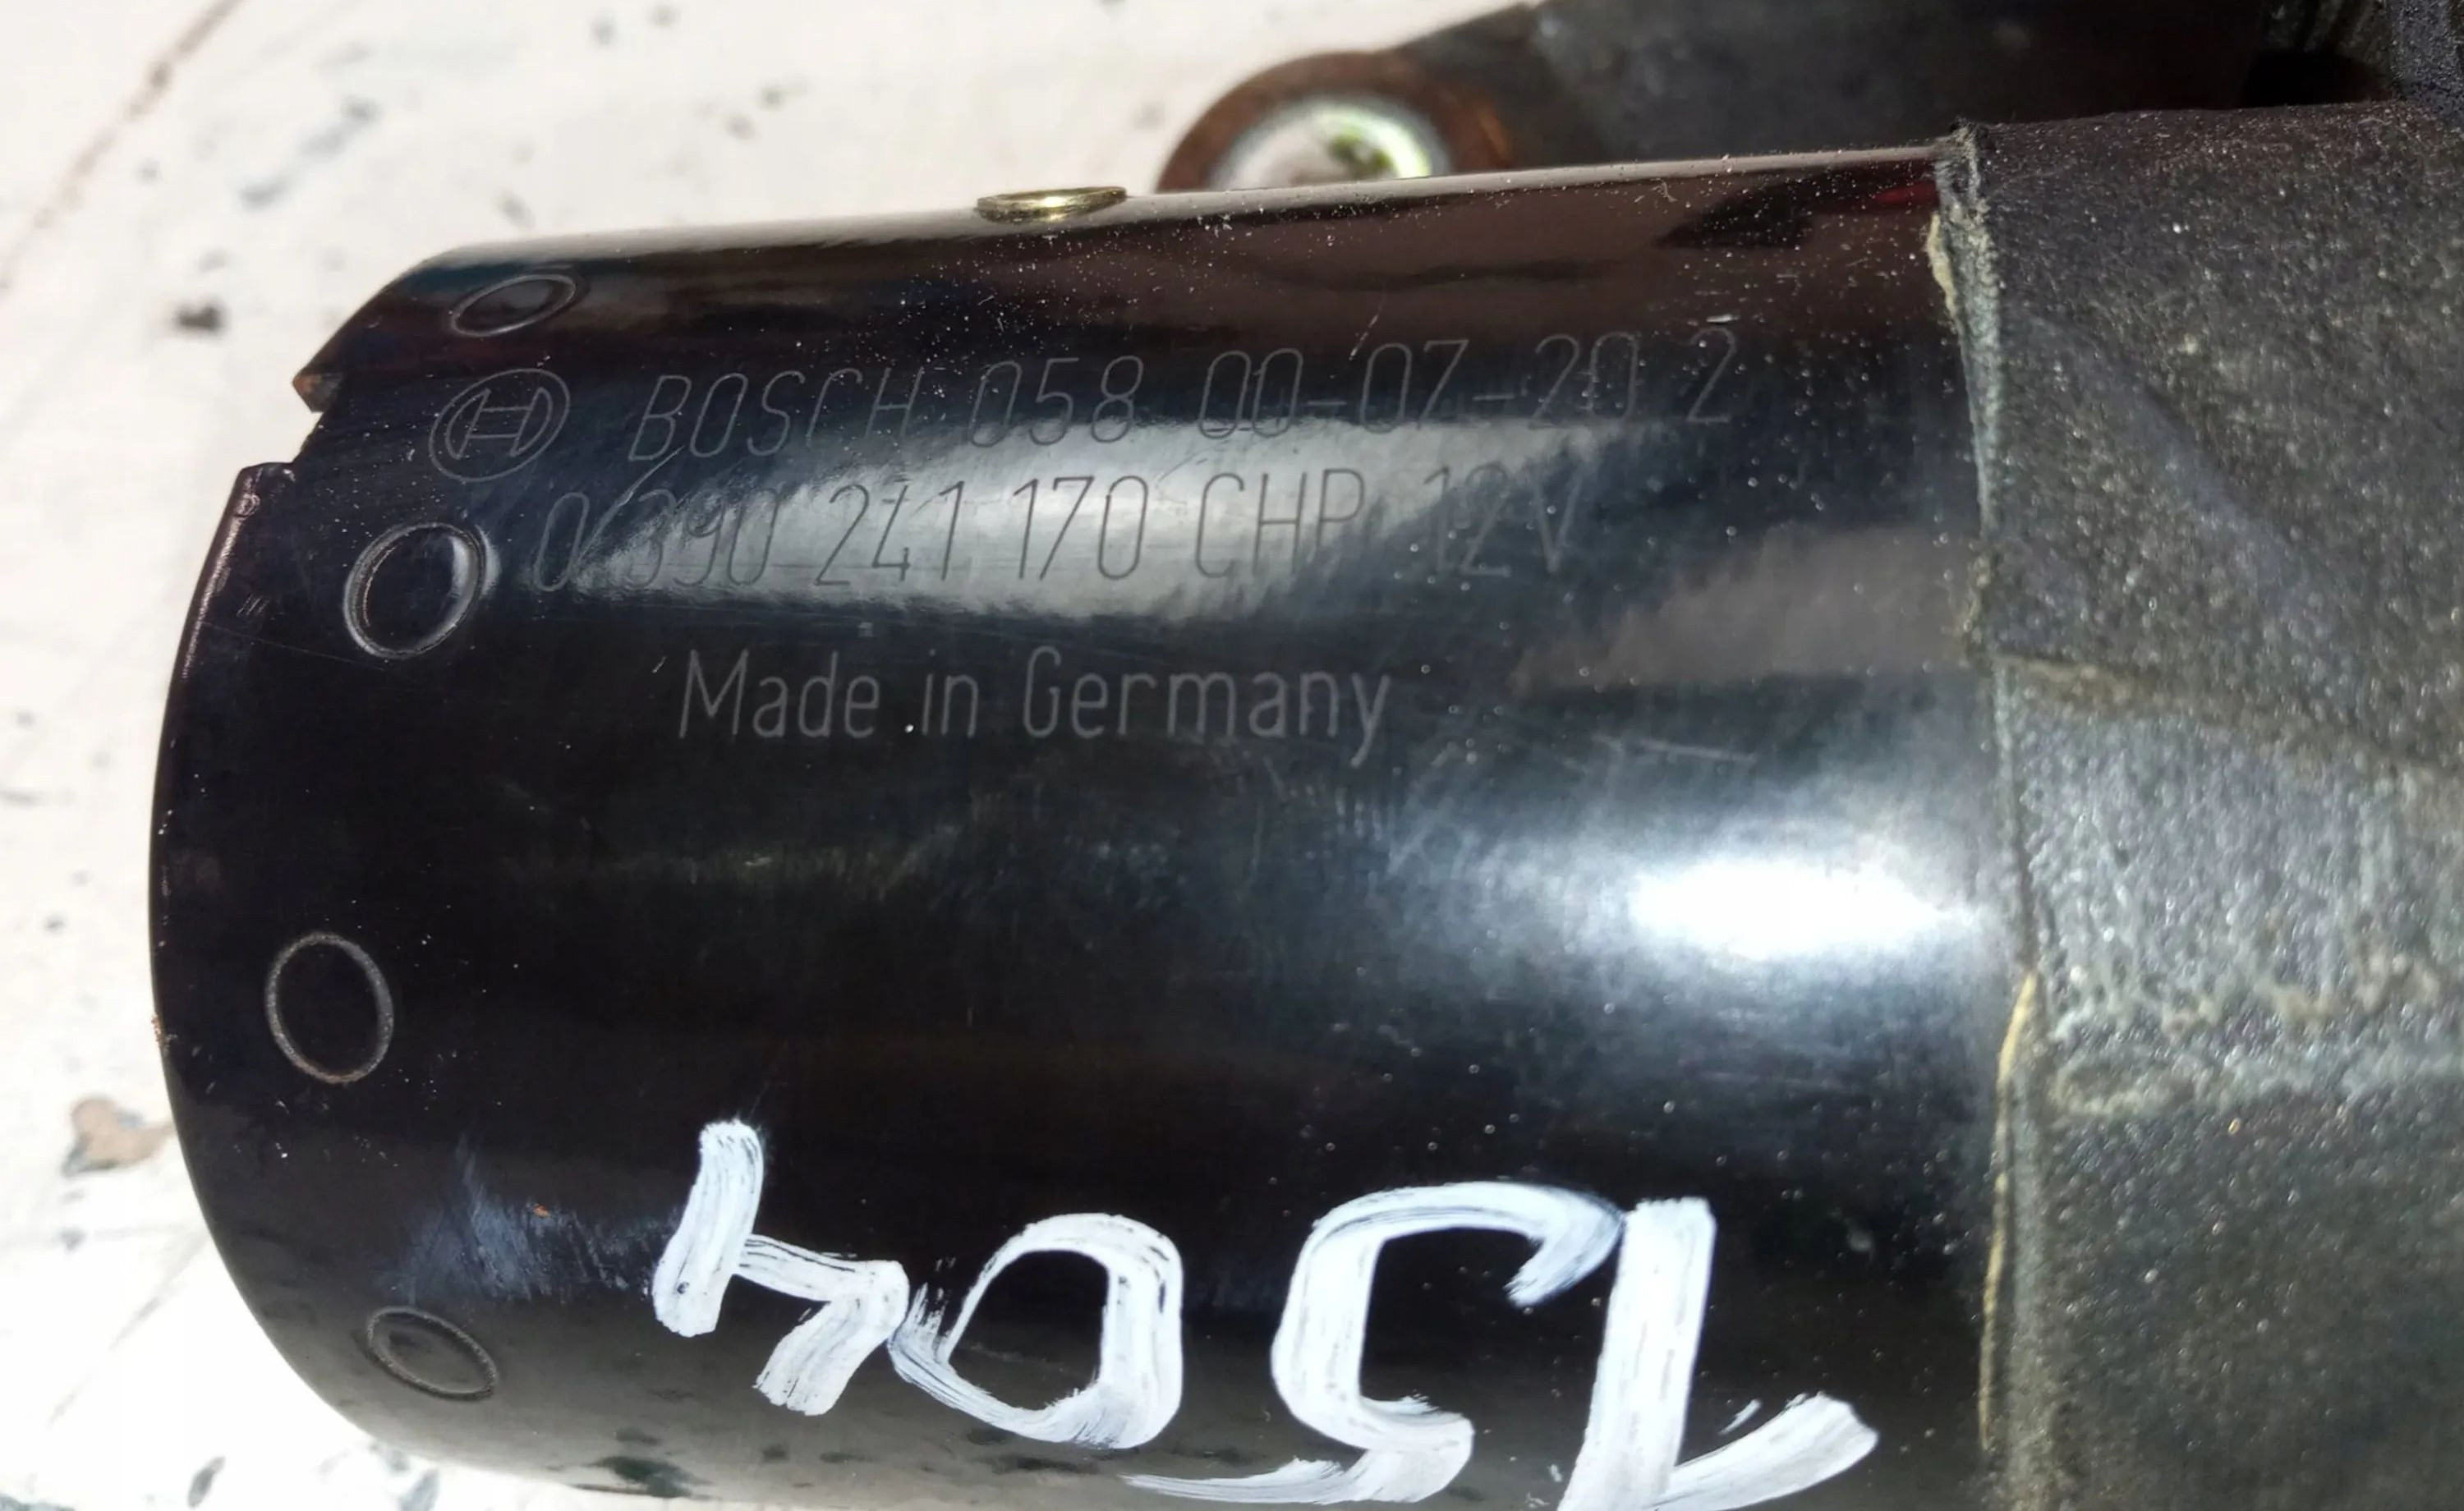 BOSCH 058 00-07-20 2
0 390 241 170 CHP 12V
Made in Germany
1504